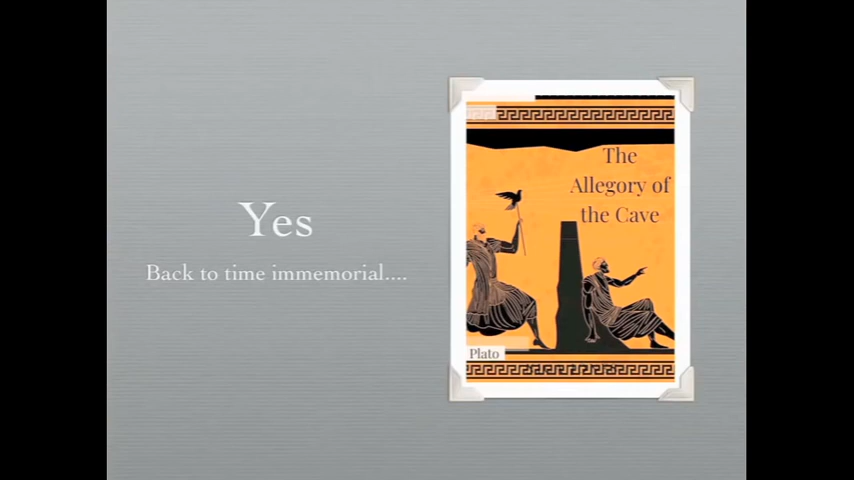 Yes
Back to time immemorial....
The
Allegory of
the Cave
Plato